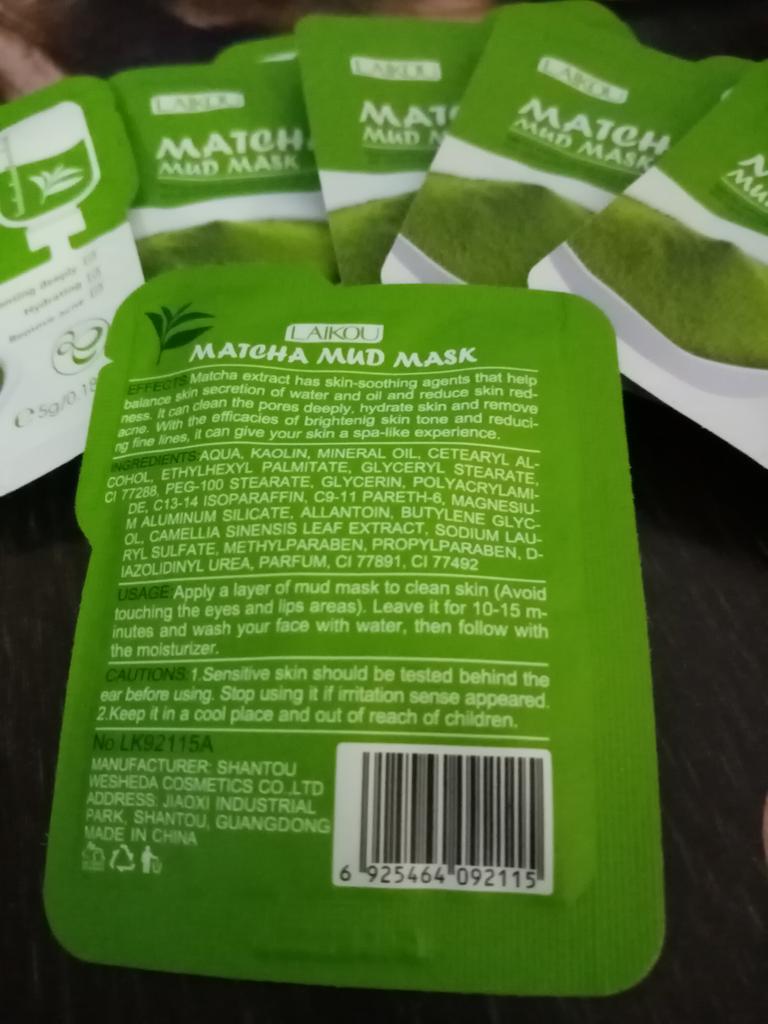 LAIKOU
MATCHA
MUD MASK
LAIKOU
MATCH
MUD M
LAIKOU
MATCH
MUD MASK
M
MU
nsing deeply
Hydrating
Remove acne
5g/0.18
LAIKOU
MATCHA MUD MASK
EFFECTS:Matcha extract has skin-soothing agents that help
balance skin secretion of water and oil and reduce skin red-
ness. It can clean the pores deeply, hydrate skin and remove
acne. With the efficacies of brightenig skin tone and reduci-
ng fine lines, it can give your skin a spa-like experience.
INGREDIENTS:AQUA, KAOLIN, MINERAL OIL, CETEARYL AL-
COHOL, ETHYLHEXYL PALMITATE, GLYCERYL STEARATE,
CI 77288, PEG-100 STEARATE, GLYCERIN, POLYACRYLAMI-
DE, C13-14 ISOPARAFFIN, C9-11 PARETH-6, MAGNESIU-
M ALUMINUM SILICATE, ALLANTOIN, BUTYLENE GLYC-
OL, CAMELLIA SINENSIS LEAF EXTRACT, SODIUM LAU-
RYL SULFATE, METHYLPARABEN, PROPYLPARABEN, D-
IAZOLIDINYL UREA, PARFUM, CI 77891, CI 77492
USAGE:Apply a layer of mud mask to clean skin (Avoid
touching the eyes and lips areas). Leave it for 10-15 m-
inutes and wash your face with water, then follow with
the moisturizer.
CAUTIONS:1.Sensitive skin should be tested behind the
ear before using. Stop using it if irritation sense appeared.
2.Keep it in a cool place and out of reach of children.
No LK92115A
MANUFACTURER: SHANTOU
WESHEDA COSMETICS CO.,LTD
ADDRESS: JIAOXI INDUSTRIAL
PARK, SHANTOU, GUANGDONG
MADE IN CHINA
6 925464 092115